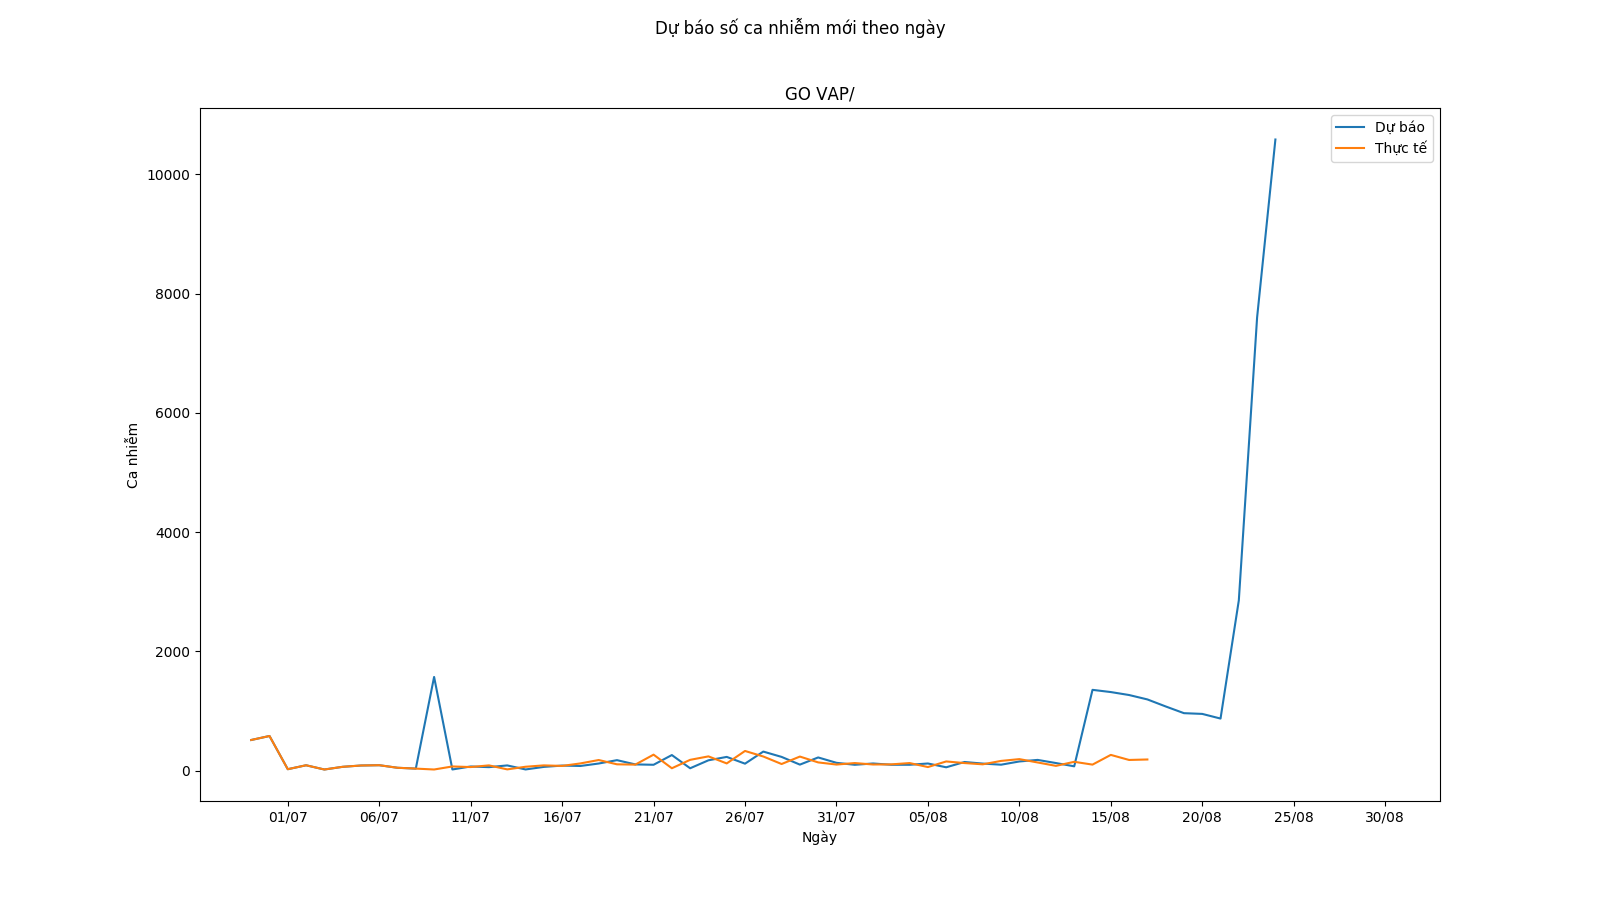 Dự báo số ca nhiễm mới theo ngày
GO VAP/
Dự báo
Thực tế
10000
8000
6000
4000
2000
0
Ca nhiễm
01/07 06/07 11/07 16/07 21/07 26/07 31/07 05/08 10/08 15/08 20/08 25/08 30/08
Ngày